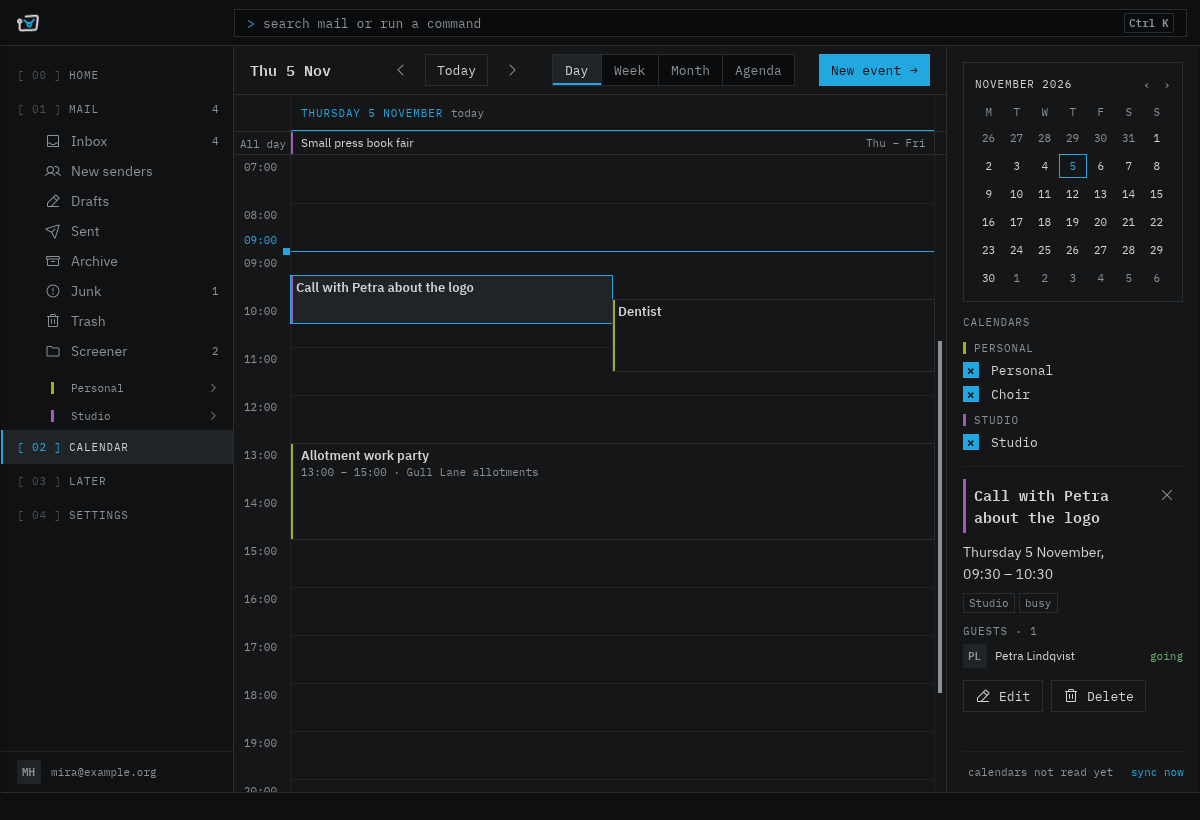 > search mail or run a command Ctrl K
[ 00 ] HOME
[ 01 ] MAIL 4
Inbox 4
New senders
Drafts
Sent
Archive
Junk 1
Trash
Screener 2
Personal
Studio
[ 02 ] CALENDAR
[ 03 ] LATER
[ 04 ] SETTINGS
MH mira@example.org
Thu 5 Nov Today Day Week Month Agenda New event →
THURSDAY 5 NOVEMBER today
All day Small press book fair Thu – Fri
07:00
08:00
09:00
09:00
Call with Petra about the logo
10:00 Dentist
11:00
12:00
13:00 Allotment work party
13:00 – 15:00 · Gull Lane allotments
14:00
15:00
16:00
17:00
18:00
19:00
20:00
NOVEMBER 2026 ‹ ›
M T W T F S S
26 27 28 29 30 31 1
2 3 4 5 6 7 8
9 10 11 12 13 14 15
16 17 18 19 20 21 22
23 24 25 26 27 28 29
30 1 2 3 4 5 6
CALENDARS
PERSONAL
Personal
Choir
STUDIO
Studio
Call with Petra
about the logo
Thursday 5 November,
09:30 – 10:30
Studio busy
GUESTS · 1
PL Petra Lindqvist going
Edit Delete
calendars not read yet sync now